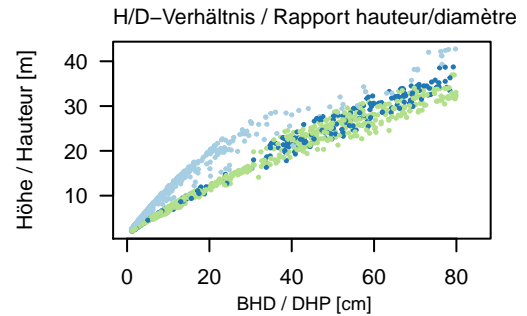 H/D−Verhältnis / Rapport hauteur/diamètre
Höhe / Hauteur [m]
40
30
20
10
0 20 40 60 80
BHD / DHP [cm]